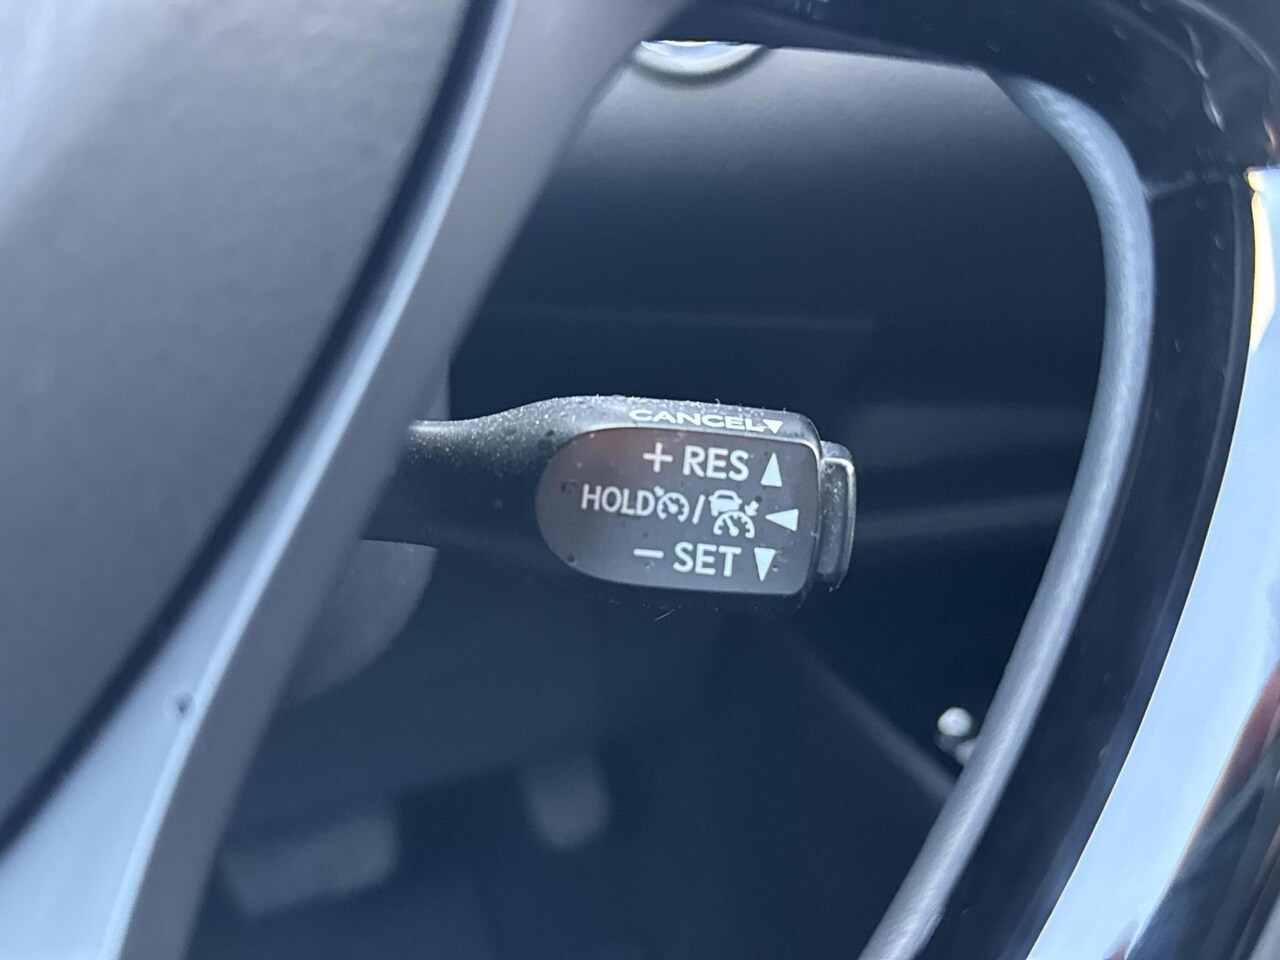 CANCEL▼
+ RES ▲
HOLD / ◀
− SET ▼